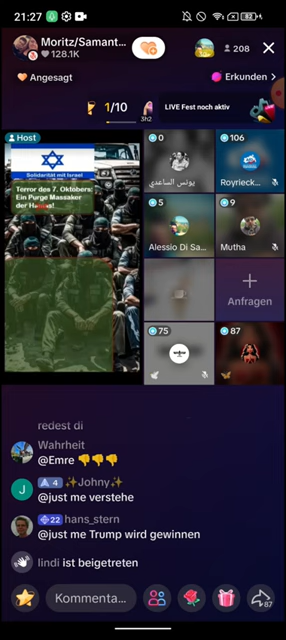 21:27
82
Moritz/Samant...
128.1K
208
Angesagt
Erkunden >
1/10
3h2
LIVE Fest noch aktiv
Host
Solidarität mit Israel
Terror des 7. Oktobers:
Ein Purge Massaker
der Hamas!
0
يونس الساعدي
106
Royrieck...
5
Alessio Di Sa...
9
Mutha
+
Anfragen
75
87
redest di
Wahrheit
@Emre 👎👎👎
J
4 ✨Johny✨
@just me verstehe
22 hans_stern
@just me Trump wird gewinnen
lindi ist beigetreten
Kommenta...
87